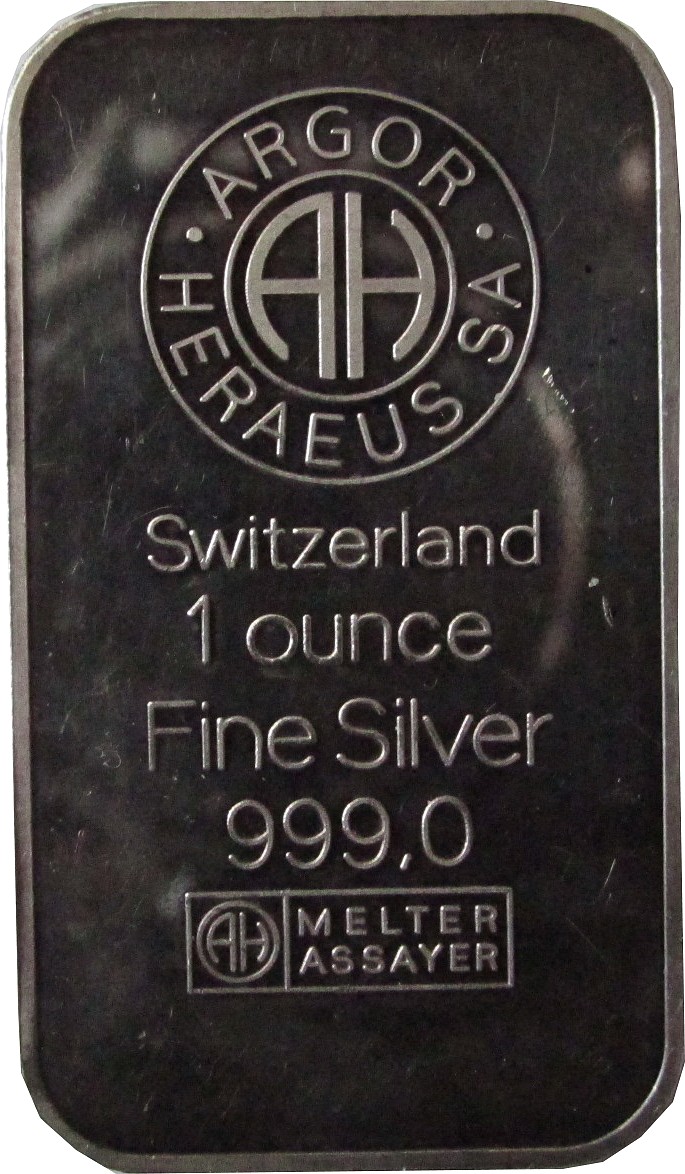 ARGOR
HERAEUS SA
AH
Switzerland
1 ounce
Fine Silver
999,0
AH
MELTER
ASSAYER